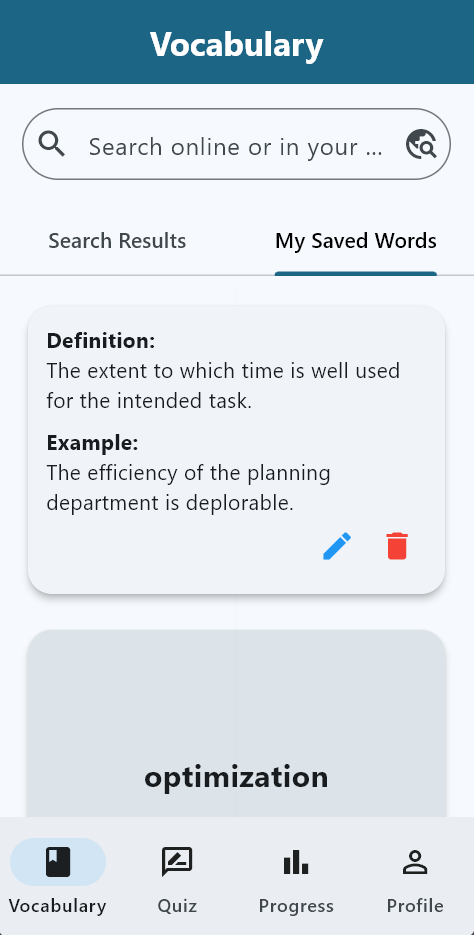 Vocabulary
Search online or in your ...
Search Results
My Saved Words
Definition:
The extent to which time is well used
for the intended task.
Example:
The efficiency of the planning
department is deplorable.
optimization
Vocabulary
Quiz
Progress
Profile